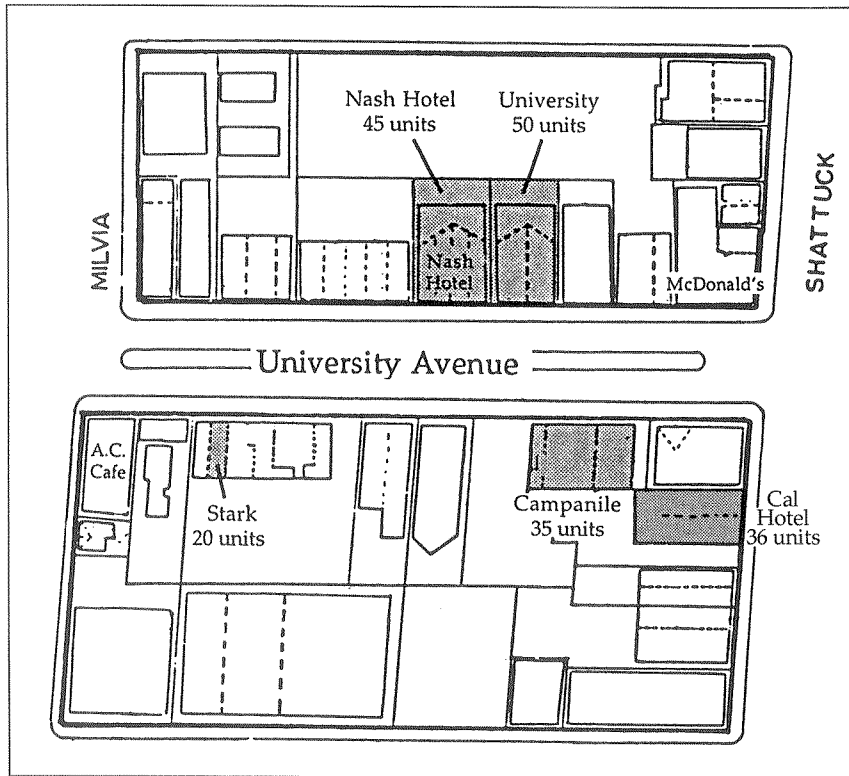 Nash Hotel
45 units
University
50 units
MILVIA
SHATTUCK
Nash
Hotel
McDonald's
University Avenue
A.C.
Cafe
Stark
20 units
Campanile
35 units
Cal
Hotel
36 units